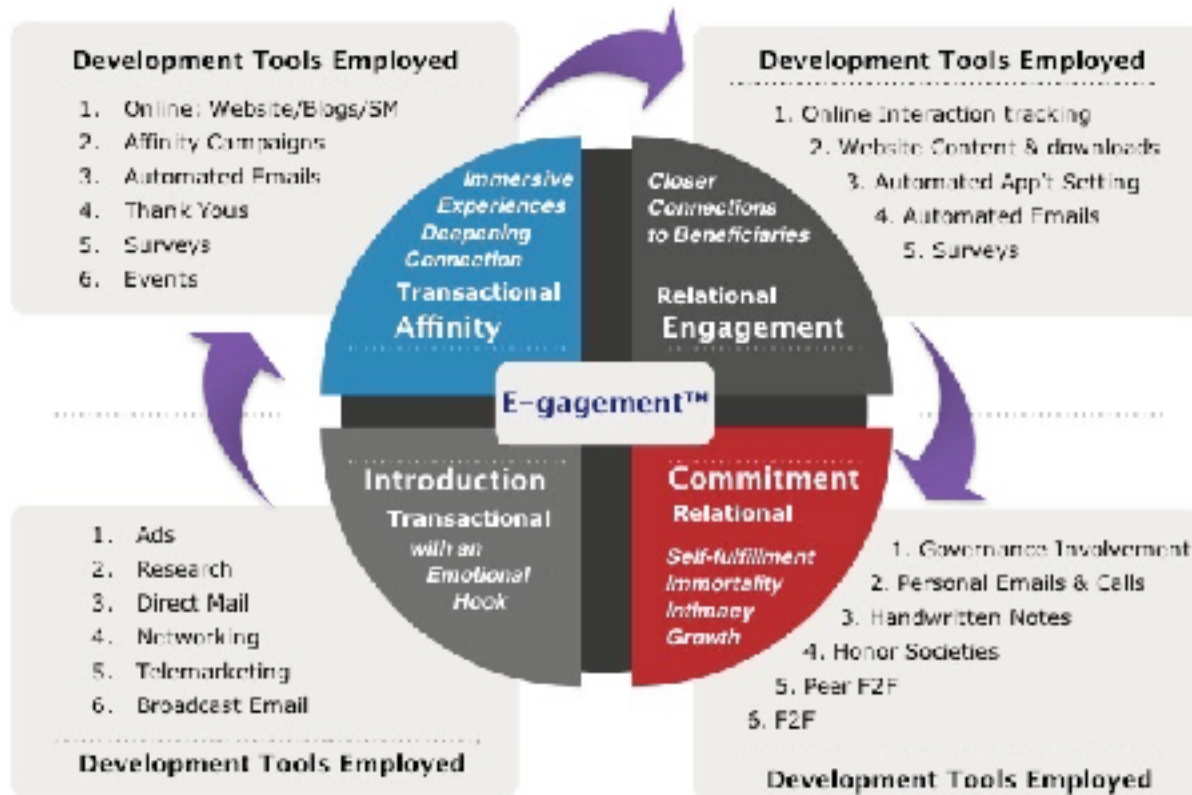 Development Tools Employed
1. Online: Website/Blogs/SM
2. Affinity Campaigns
3. Automated Emails
4. Thank Yous
5. Surveys
6. Events
Development Tools Employed
1. Online Interaction tracking
2. Website Content & downloads
3. Automated App't Setting
4. Automated Emails
5. Surveys
Immersive
Experiences
Deepening
Connection
Transactional
Affinity
Closer
Connections
to Beneficiaries
Relational
Engagement
E-gagement™
Introduction
Transactional
with an
Emotional
Hook
Commitment
Relational
Self-fulfillment
Immortality
Intimacy
Growth
1. Ads
2. Research
3. Direct Mail
4. Networking
5. Telemarketing
6. Broadcast Email
Development Tools Employed
1. Governance Involvement
2. Personal Emails & Calls
3. Handwritten Notes
4. Honor Societies
5. Peer F2F
6. F2F
Development Tools Employed